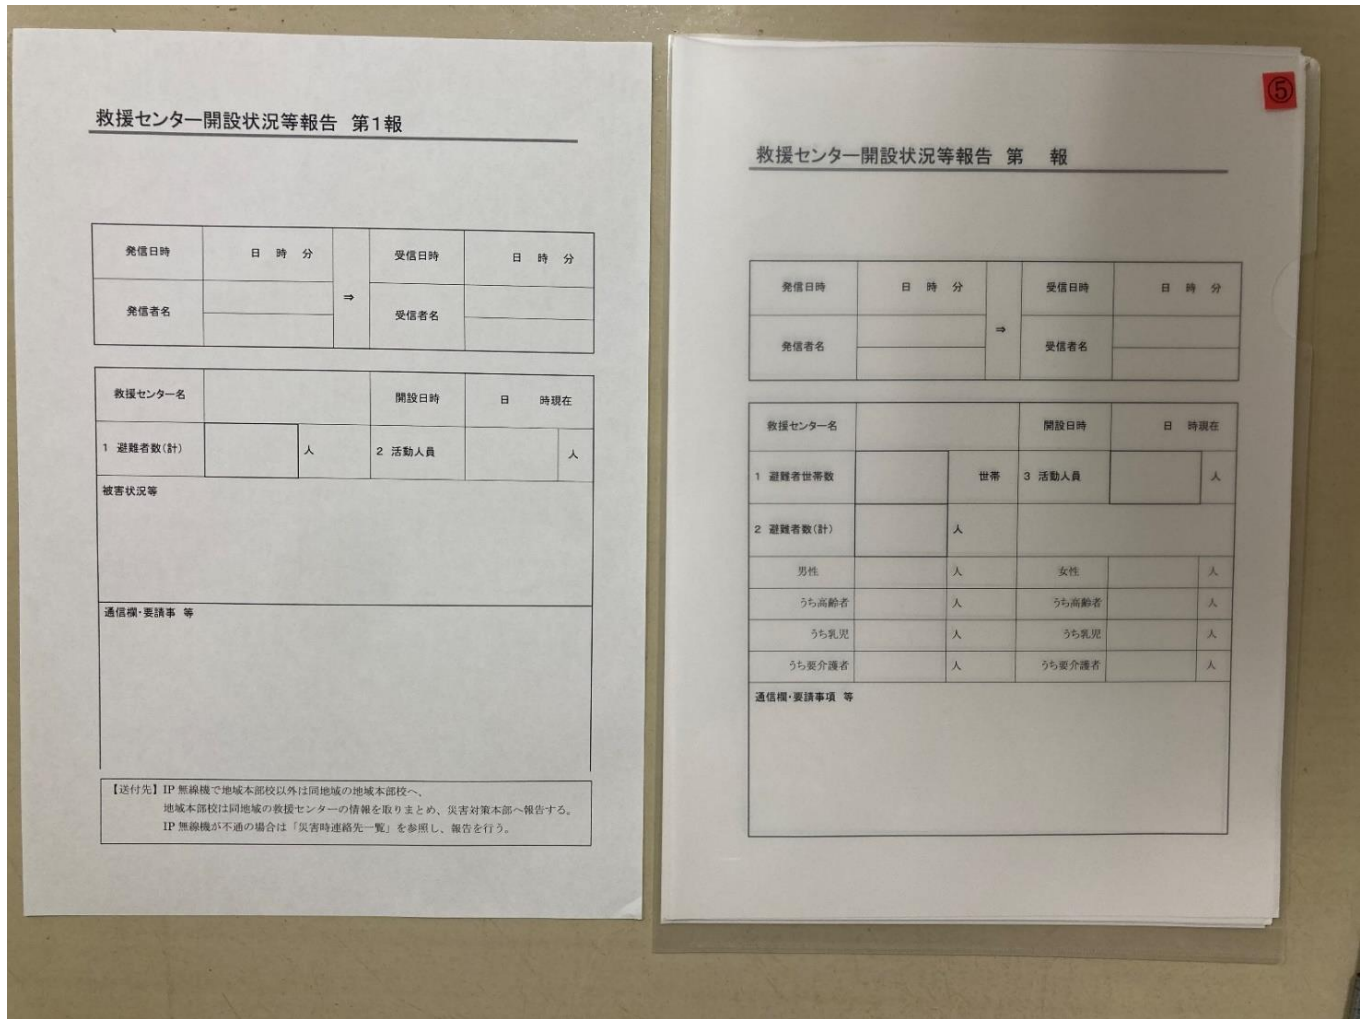 救援センター開設状況等報告 第1報
発信日時 日 時 分 ⇒ 受信日時 日 時 分
発信者名 受信者名
救援センター名 開設日時 日 時現在
1 避難者数(計) 人 2 活動人員 人
被害状況等
通信欄・要請事 等
【送付先】IP 無線機で地域本部校以外は同地域の地域本部校へ、
地域本部校は同地域の救援センターの情報を取りまとめ、災害対策本部へ報告する。
IP 無線機が不通の場合は「災害時連絡先一覧」を参照し、報告を行う。
⑤
救援センター開設状況等報告 第 報
発信日時 日 時 分 ⇒ 受信日時 日 時 分
発信者名 受信者名
救援センター名 開設日時 日 時現在
1 避難者世帯数 世帯 3 活動人員 人
2 避難者数(計) 人
男性 人 女性 人
うち高齢者 人 うち高齢者 人
うち乳児 人 うち乳児 人
うち要介護者 人 うち要介護者 人
通信欄・要請事項 等